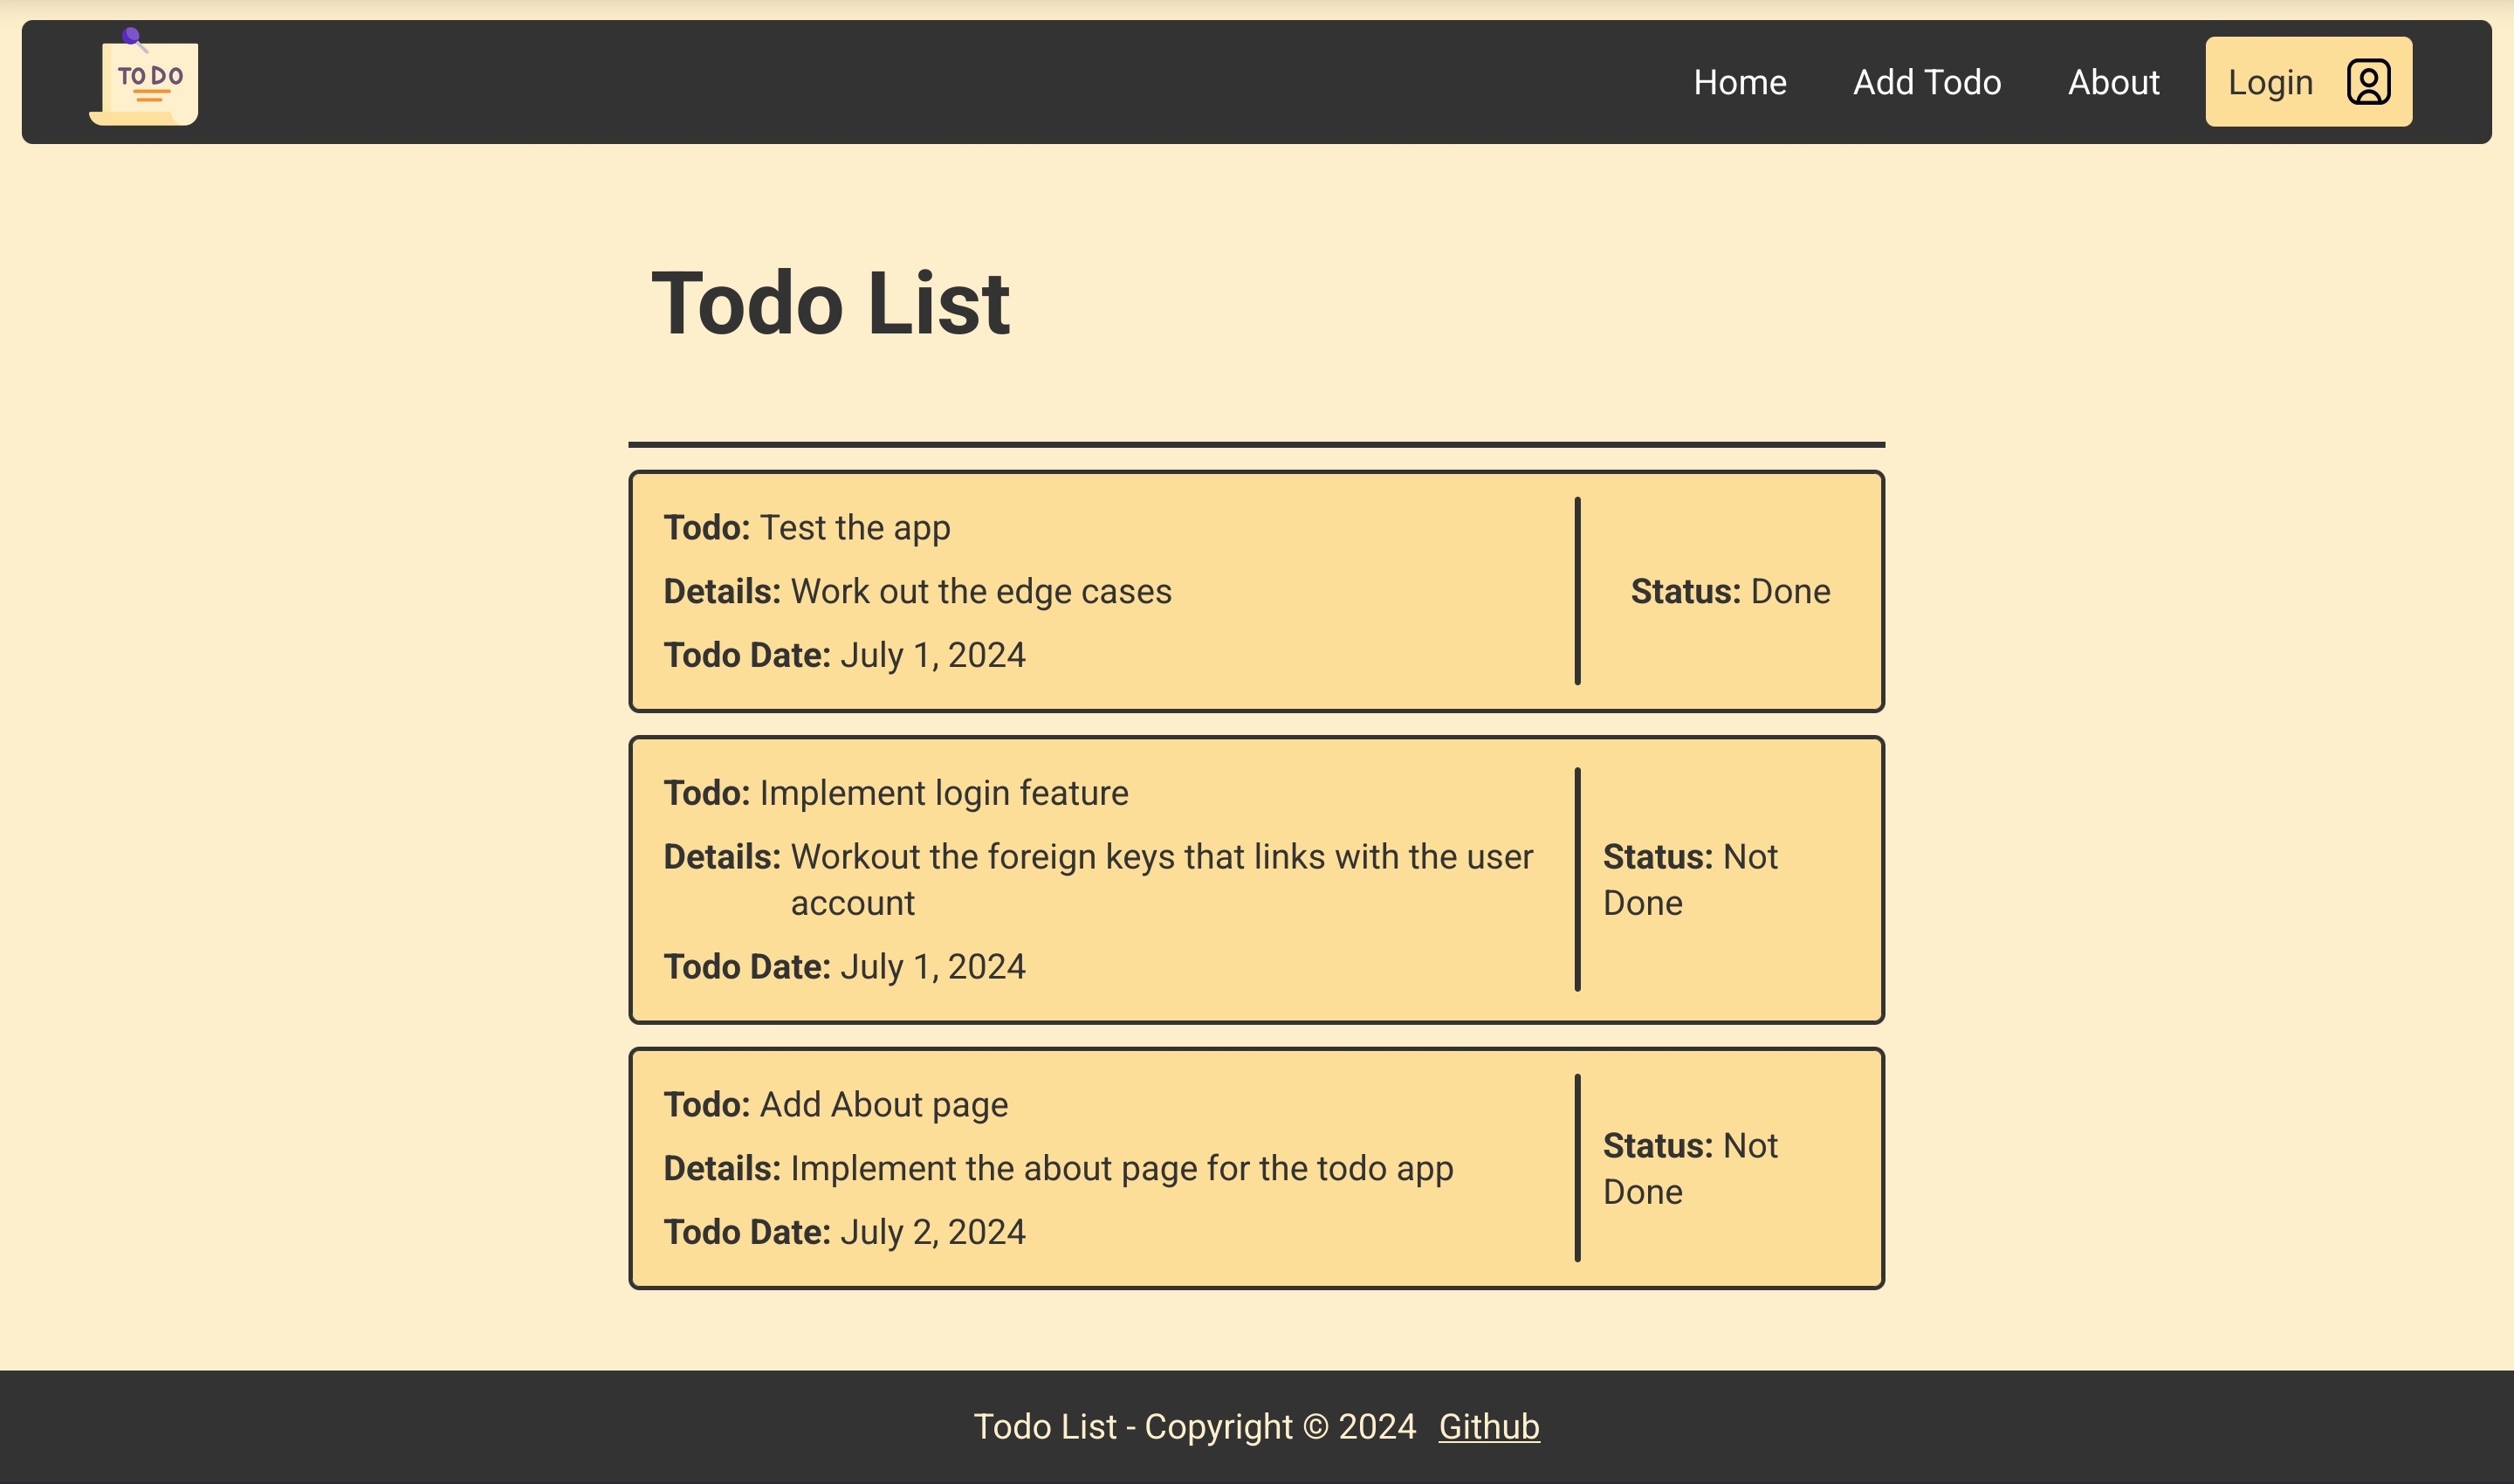 TODO
Home Add Todo About Login
Todo List
Todo: Test the app
Details: Work out the edge cases
Todo Date: July 1, 2024
Status: Done
Todo: Implement login feature
Details: Workout the foreign keys that links with the user
account
Todo Date: July 1, 2024
Status: Not
Done
Todo: Add About page
Details: Implement the about page for the todo app
Todo Date: July 2, 2024
Status: Not
Done
Todo List - Copyright © 2024 Github